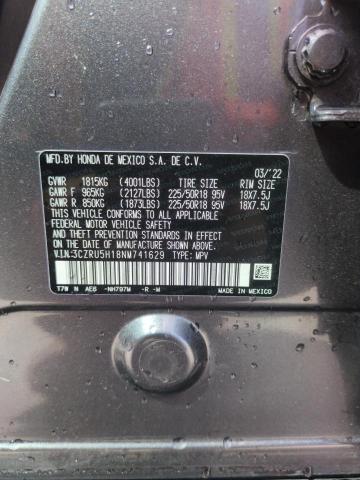 MFD.BY HONDA DE MEXICO S.A. DE C.V. 03/'22
GVWR 1815KG (4001LBS) TIRE SIZE RIM SIZE
GAWR F 965KG (2127LBS) 225/50R18 95V 18X7.5J
GAWR R 850KG (1873LBS) 225/50R18 95V 18X7.5J
THIS VEHICLE CONFORMS TO ALL APPLICABLE
FEDERAL MOTOR VEHICLE SAFETY AND THEFT
PREVENTION STANDARDS IN EFFECT ON THE DATE OF
MANUFACTURE SHOWN ABOVE.
V.I.N:3CZRU5H18NM741629 TYPE: MPV
T7W N AE6 -NH797M -R -M MADE IN MEXICO